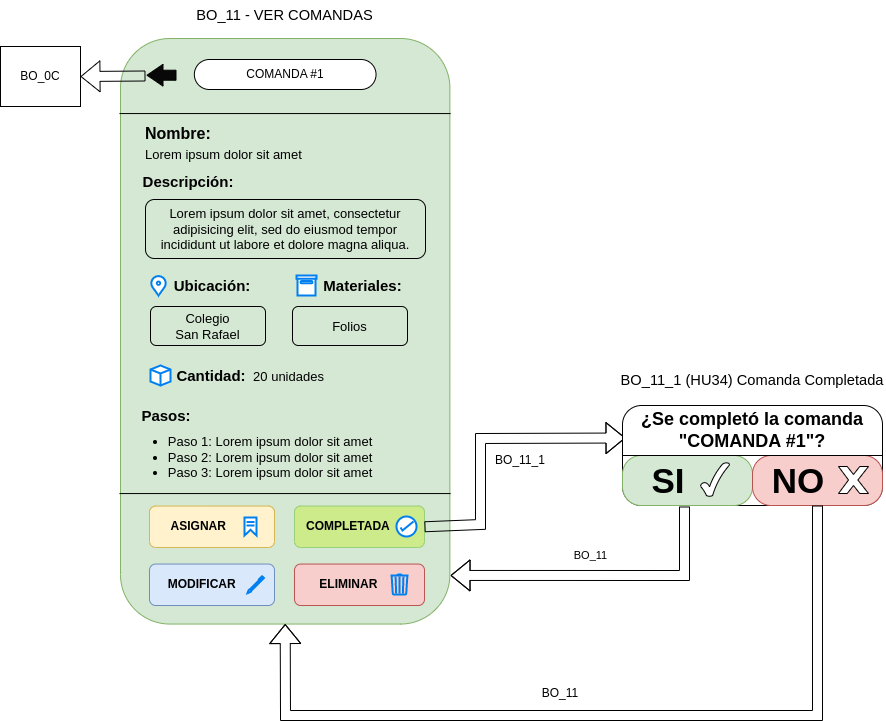 BO_11 - VER COMANDAS
BO_0C
COMANDA #1
Nombre:
Lorem ipsum dolor sit amet
Descripción:
Lorem ipsum dolor sit amet, consectetur
adipisicing elit, sed do eiusmod tempor
incididunt ut labore et dolore magna aliqua.
Ubicación:
Materiales:
Colegio
San Rafael
Folios
Cantidad: 20 unidades
Pasos:
• Paso 1: Lorem ipsum dolor sit amet
• Paso 2: Lorem ipsum dolor sit amet
• Paso 3: Lorem ipsum dolor sit amet
ASIGNAR
COMPLETADA
MODIFICAR
ELIMINAR
BO_11_1 (HU34) Comanda Completada
¿Se completó la comanda
"COMANDA #1"?
SI
NO
BO_11_1
BO_11
BO_11